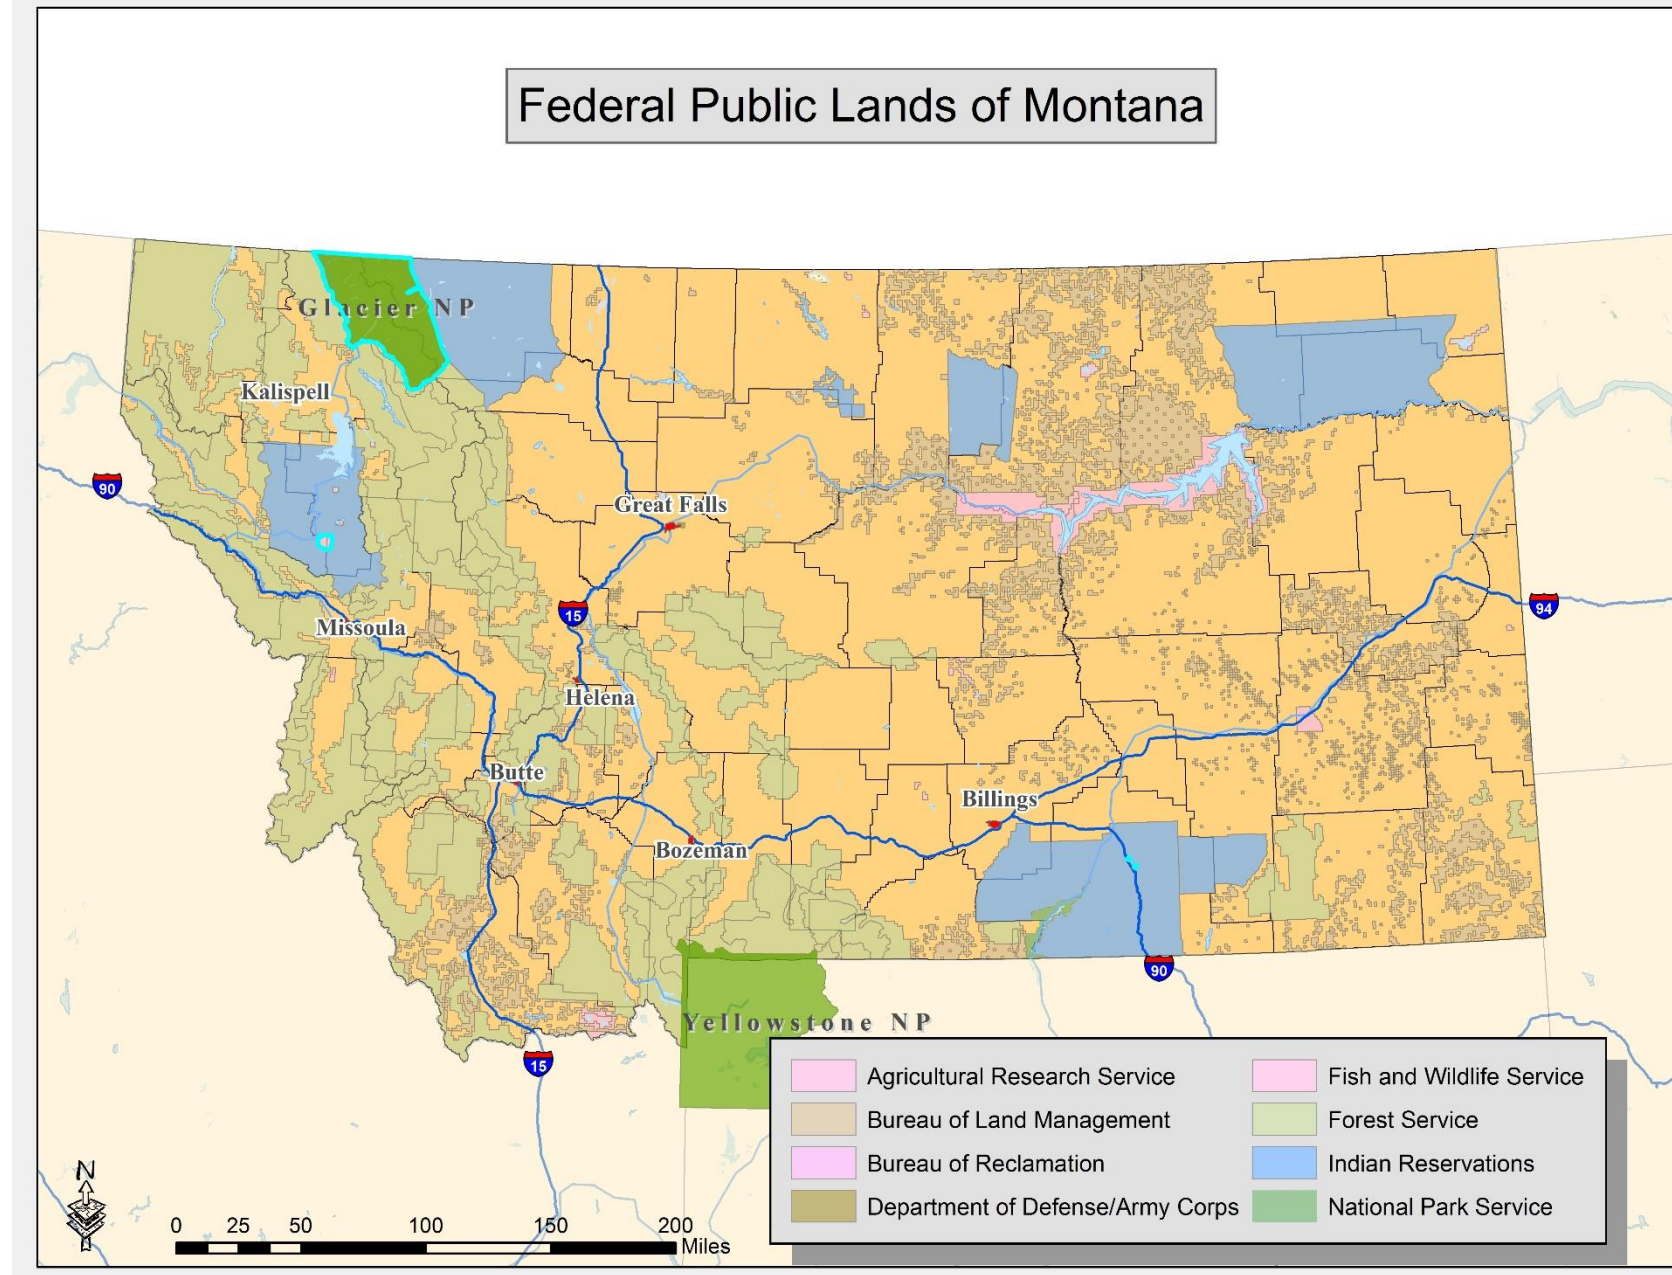 Federal Public Lands of Montana
Glacier NP
Kalispell
90
Great Falls
94
15
Missoula
Helena
Butte
Billings
Bozeman
90
Yellowstone NP
15
Agricultural Research Service
Bureau of Land Management
Bureau of Reclamation
Department of Defense/Army Corps
Fish and Wildlife Service
Forest Service
Indian Reservations
National Park Service
N
0 25 50 100 150 200
Miles